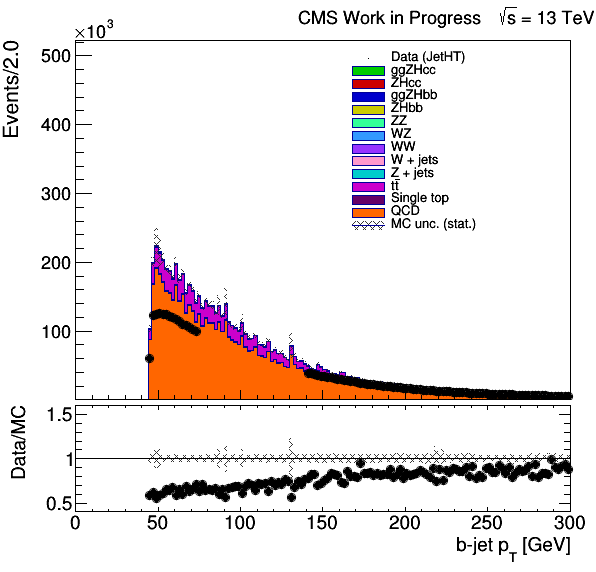 CMS Work in Progress √s = 13 TeV
×10³
Events/2.0
500
400
300
200
100
Data (JetHT)
ggZHcc
ZHcc
ggZHbb
ZHbb
ZZ
WZ
WW
W + jets
Z + jets
tt̄
Single top
QCD
MC unc. (stat.)
Data/MC
1.5
1
0.5
0 50 100 150 200 250 300
b-jet p_T [GeV]